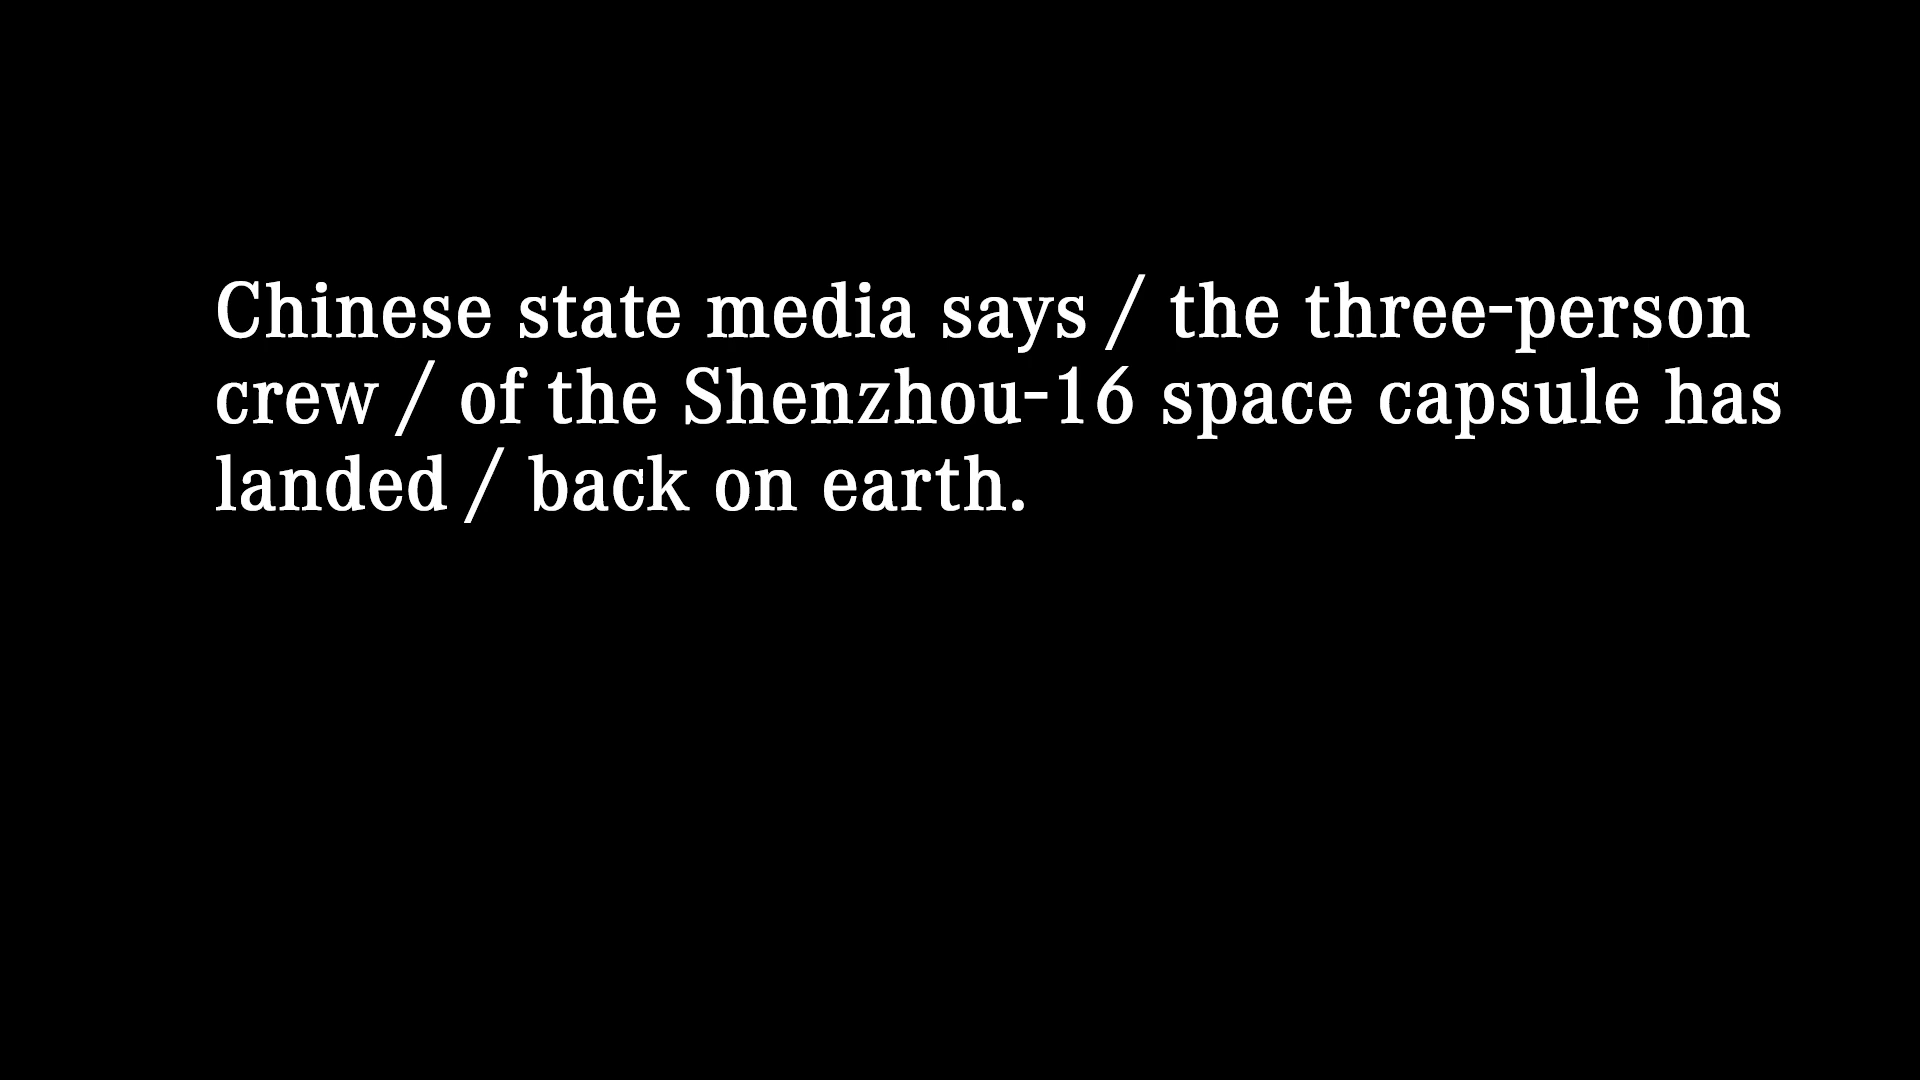 Chinese state media says / the three-person
crew / of the Shenzhou-16 space capsule has
landed / back on earth.